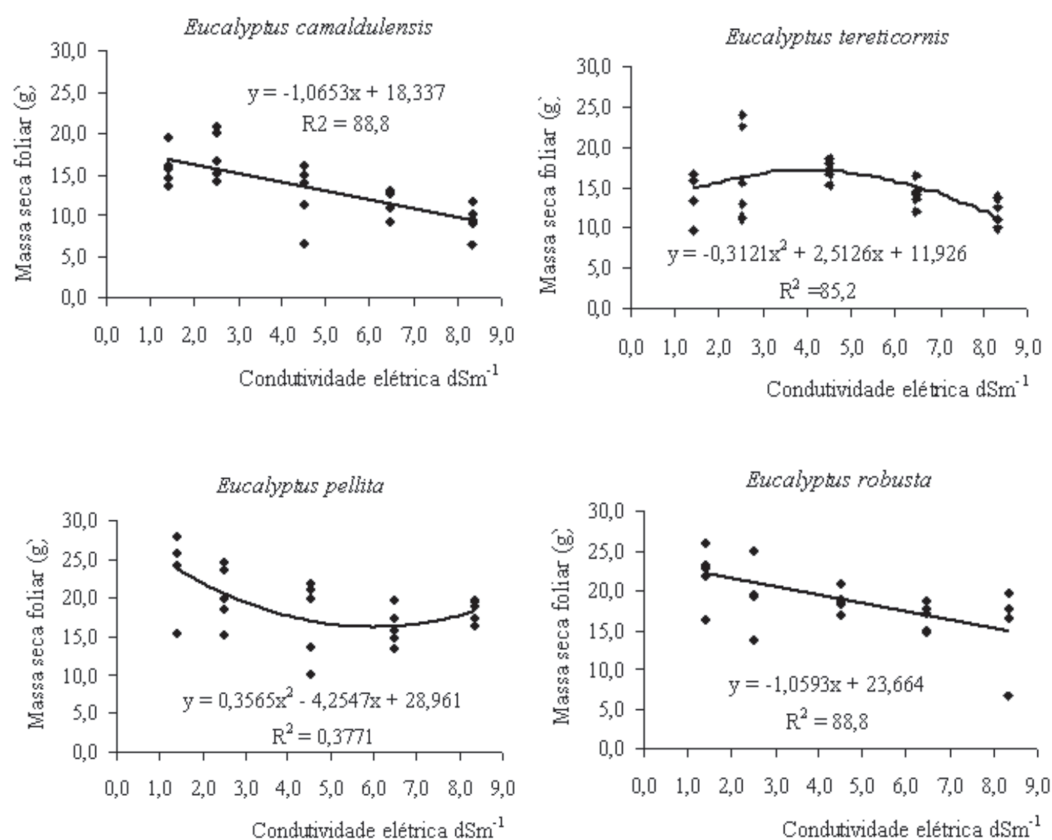 Eucalyptus camaldulensis
Massa seca foliar (g)
30,0
25,0
20,0
15,0
10,0
5,0
0,0
y = -1,0653x + 18,337
R2 = 88,8
0,0 1,0 2,0 3,0 4,0 5,0 6,0 7,0 8,0 9,0
Condutividade elétrica dSm⁻¹
Eucalyptus tereticornis
Massa seca foliar (g)
30,0
25,0
20,0
15,0
10,0
5,0
0,0
y = -0,3121x² + 2,5126x + 11,926
R² =85,2
0,0 1,0 2,0 3,0 4,0 5,0 6,0 7,0 8,0 9,0
Condutividade elétrica dSm⁻¹
Eucalyptus pellita
Massa seca foliar (g)
30,0
25,0
20,0
15,0
10,0
5,0
0,0
y = 0,3565x² - 4,2547x + 28,961
R² = 0,3771
0,0 1,0 2,0 3,0 4,0 5,0 6,0 7,0 8,0 9,0
Condutividade elétrica dSm⁻¹
Eucalyptus robusta
Massa seca foliar (g)
30,0
25,0
20,0
15,0
10,0
5,0
0,0
y = -1,0593x + 23,664
R² = 88,8
0,0 1,0 2,0 3,0 4,0 5,0 6,0 7,0 8,0 9,0
Condutividade elétrica dSm⁻¹